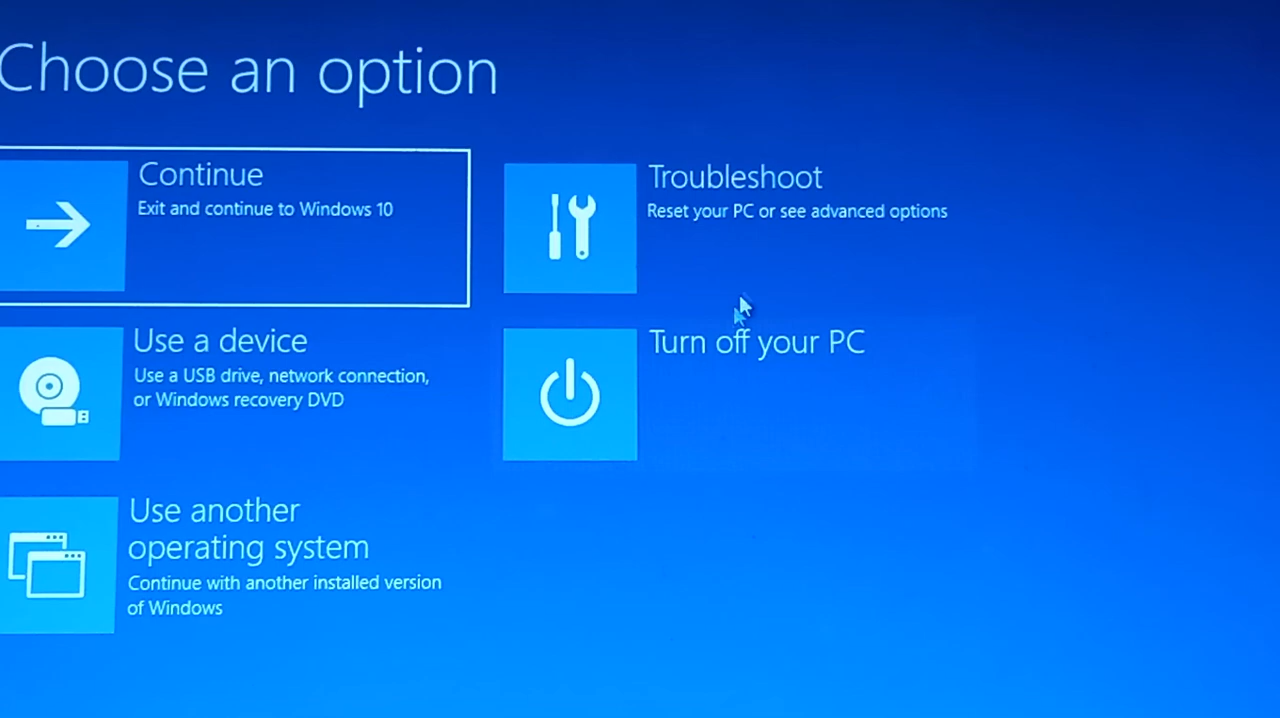 Choose an option
Continue
Exit and continue to Windows 10
Troubleshoot
Reset your PC or see advanced options
Use a device
Use a USB drive, network connection,
or Windows recovery DVD
Turn off your PC
Use another
operating system
Continue with another installed version
of Windows